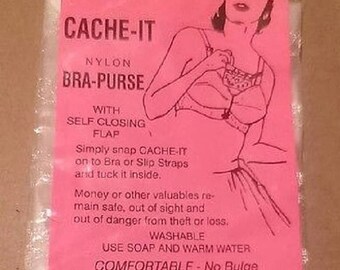 CACHE-IT
NYLON
BRA-PURSE
WITH
SELF CLOSING
FLAP
Simply snap CACHE-IT
on to Bra or Slip Straps
and tuck it inside.
Money or other valuables re-
main safe, out of sight and
out of danger from theft or loss.
WASHABLE
USE SOAP AND WARM WATER
COMFORTABLE - No Bulge